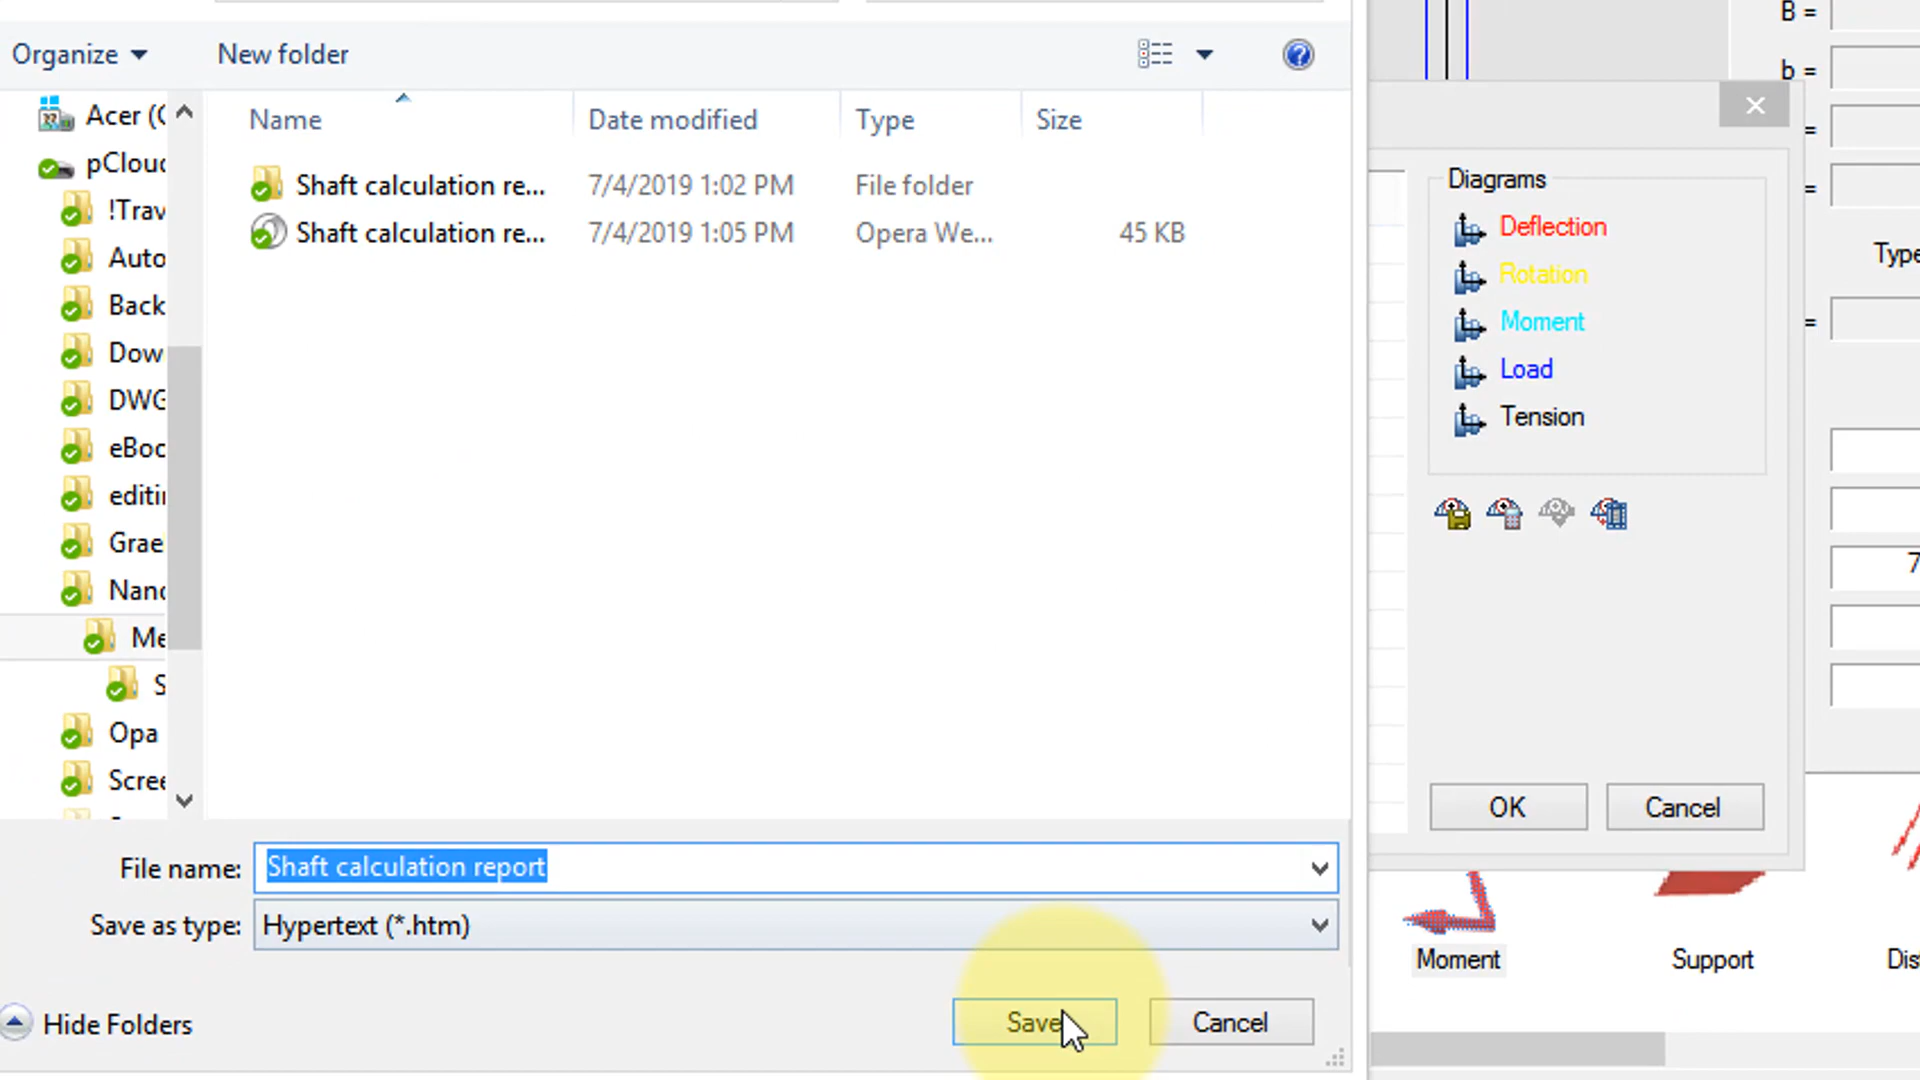 Organize
New folder
Name
Date modified
Type
Size
Shaft calculation re...
7/4/2019 1:02 PM
File folder
Shaft calculation re...
7/4/2019 1:05 PM
Opera We...
45 KB
Acer (
pCloud
!Trav
Auto
Back
Dow
DWG
eBoo
editi
Grae
Nano
Me
S
Opa
Scree
File name:
Shaft calculation report
Save as type:
Hypertext (*.htm)
Hide Folders
Save
Cancel
B =
b =
=
=
Type
=
7
Diagrams
Deflection
Rotation
Moment
Load
Tension
OK
Cancel
Moment
Support
Dis